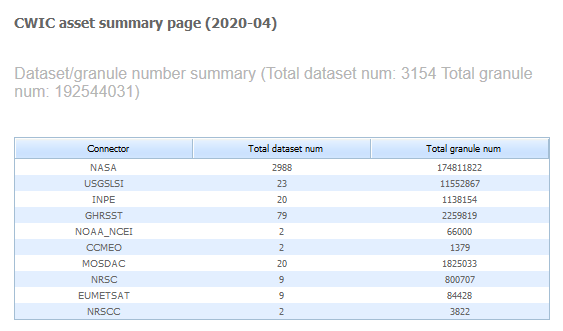 CWIC asset summary page (2020-04)
Dataset/granule number summary (Total dataset num: 3154 Total granule
num: 192544031)
Connector Total dataset num Total granule num
NASA 2988 174811822
USGSLSI 23 11552867
INPE 20 1138154
GHRSST 79 2259819
NOAA_NCEI 2 66000
CCMEO 2 1379
MOSDAC 20 1825033
NRSC 9 800707
EUMETSAT 9 84428
NRSCC 2 3822